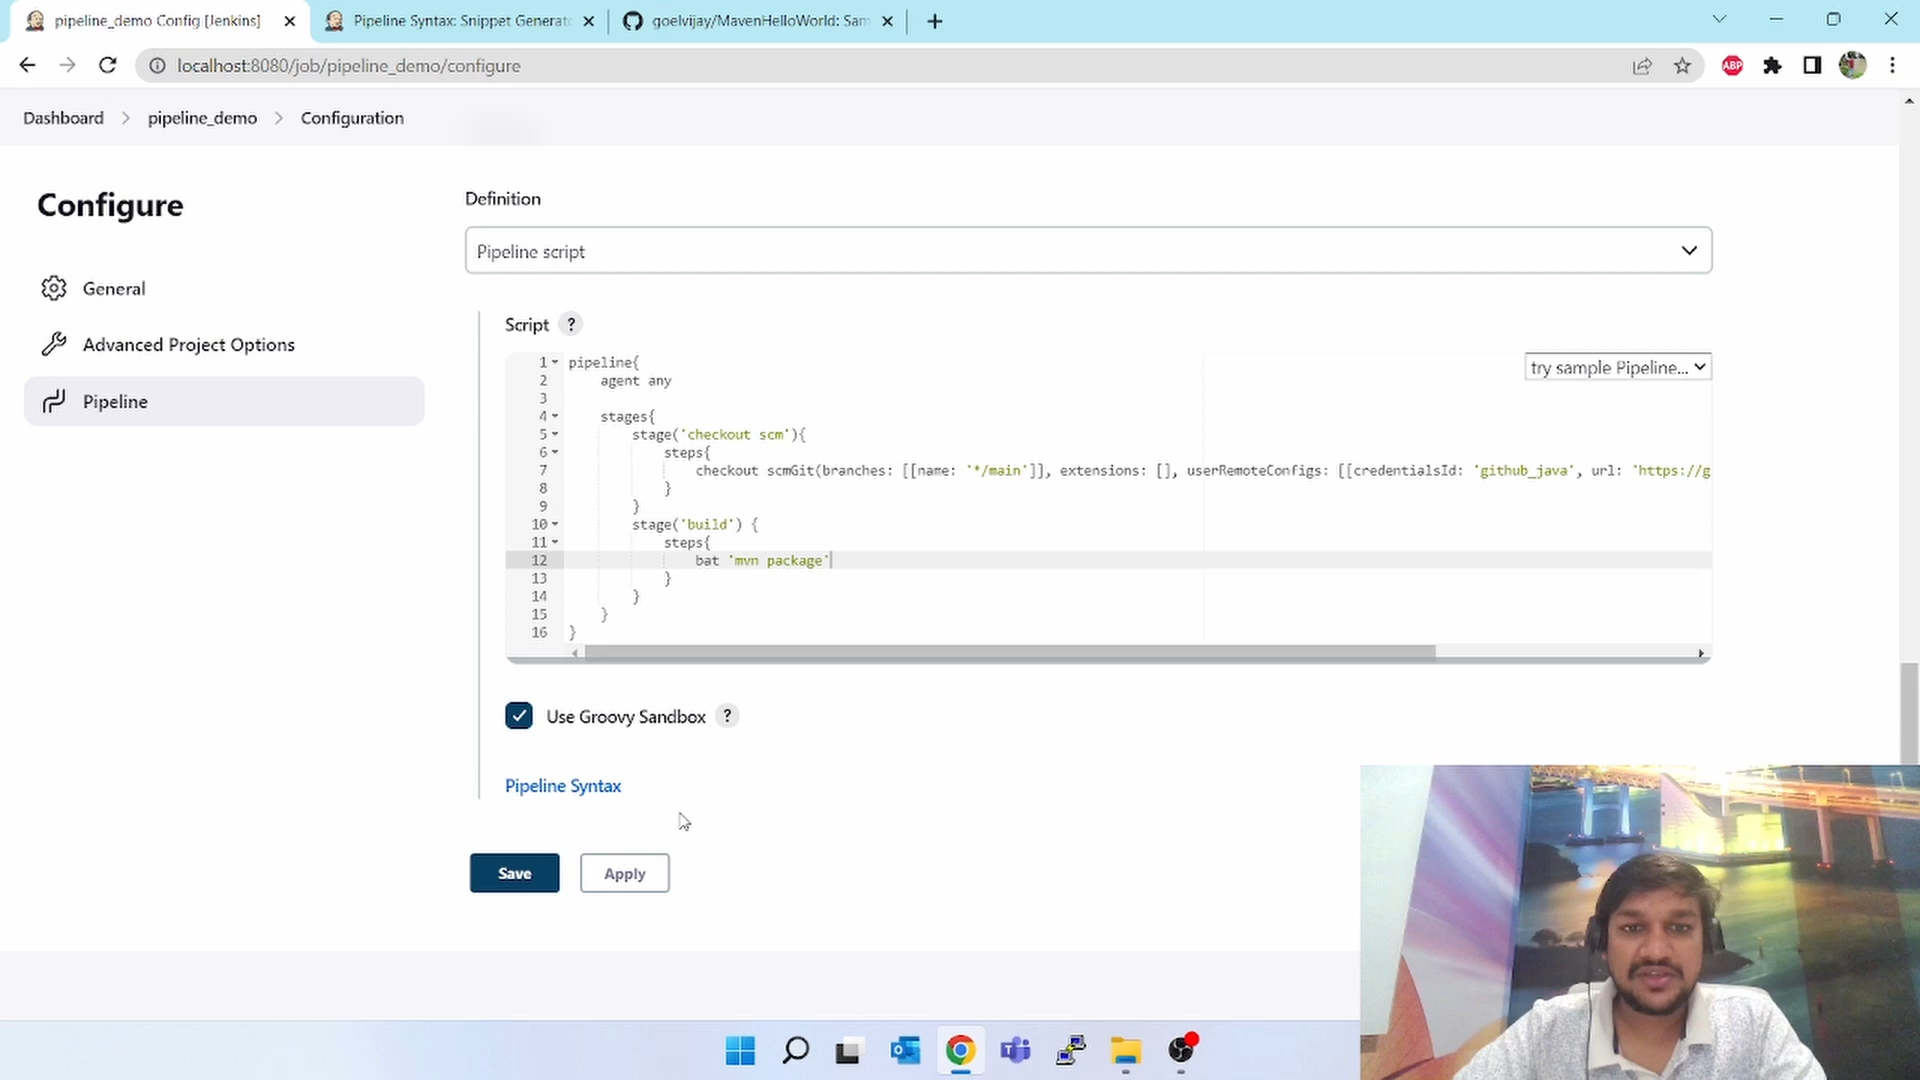 pipeline_demo Config [Jenkins]
Pipeline Syntax: Snippet Generato
goelvijay/MavenHelloWorld: Sam
localhost:8080/job/pipeline_demo/configure
ABP
Dashboard
pipeline_demo
Configuration
Configure
General
Advanced Project Options
Pipeline
Definition
Pipeline script
Script ?
try sample Pipeline...
1 pipeline{
2 agent any
3
4 stages{
5 stage('checkout scm'){
6 steps{
7 checkout scmGit(branches: [[name: '*/main']], extensions: [], userRemoteConfigs: [[credentialsId: 'github_java', url: 'https://g
8 }
9 }
10 stage('build') {
11 steps{
12 bat 'mvn package'
13 }
14 }
15 }
16 }
Use Groovy Sandbox ?
Pipeline Syntax
Save
Apply